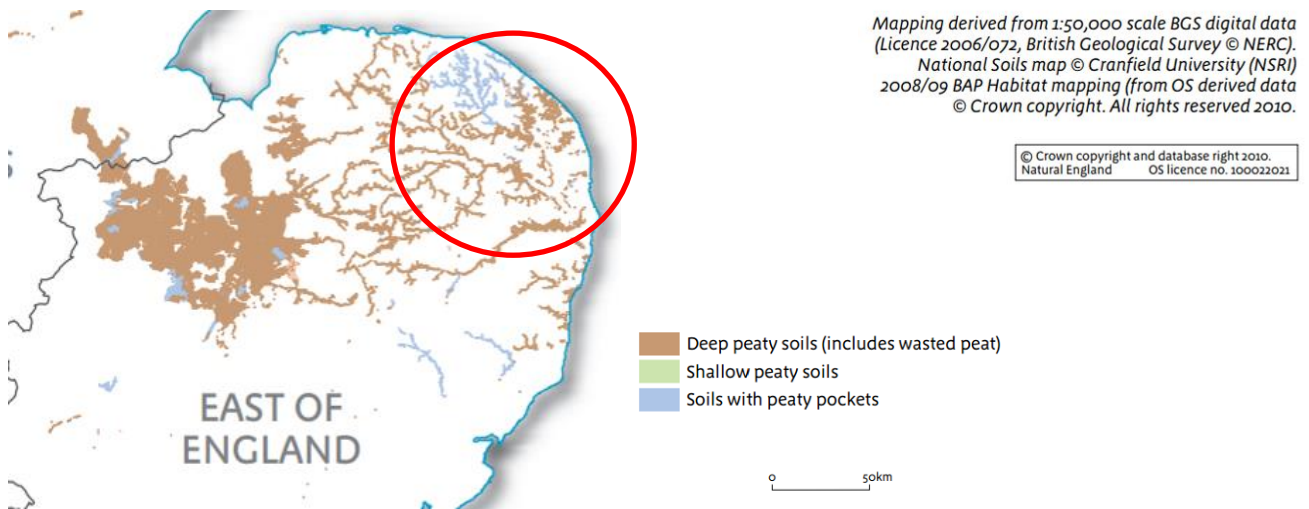 Mapping derived from 1:50,000 scale BGS digital data
(Licence 2006/072, British Geological Survey © NERC).
National Soils map © Cranfield University (NSRI)
2008/09 BAP Habitat mapping (from OS derived data
© Crown copyright. All rights reserved 2010.
© Crown copyright and database right 2010.
Natural England OS licence no. 100022021
Deep peaty soils (includes wasted peat)
Shallow peaty soils
Soils with peaty pockets
EAST OF
ENGLAND
0 50km